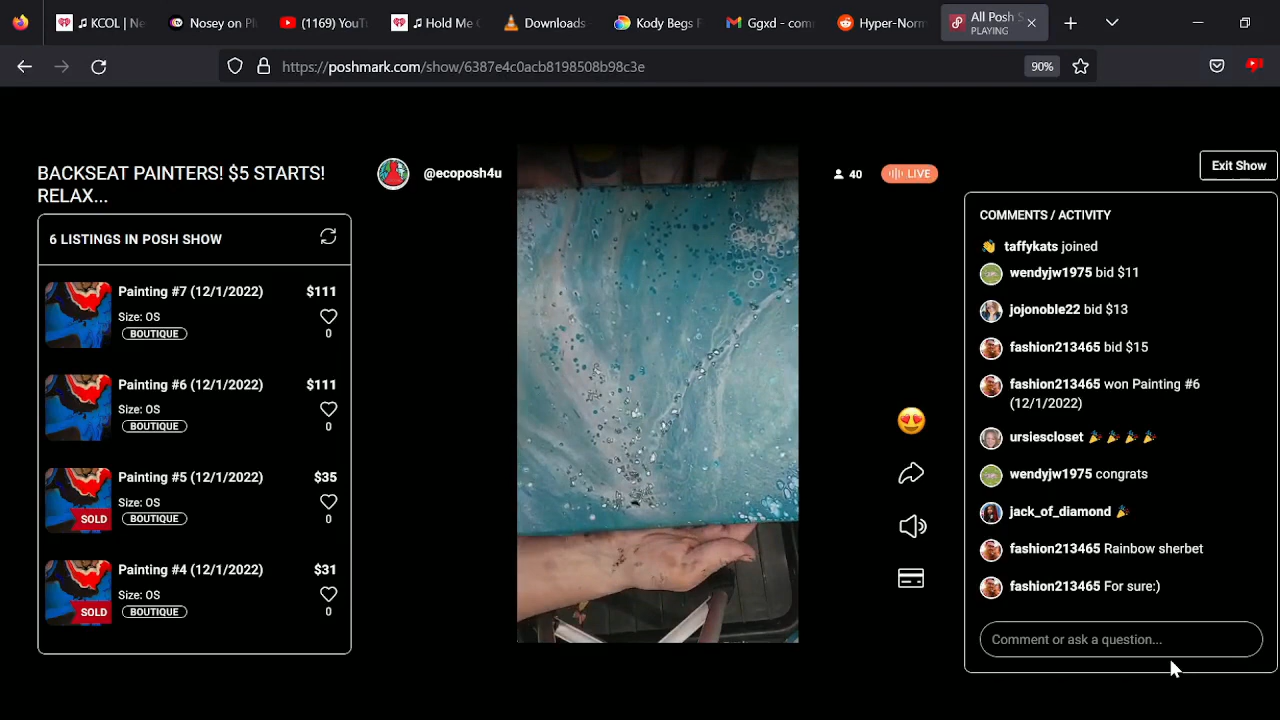 KCOL | Ne
Nosey on Pl
(1169) YouT
Hold Me
Downloads
Kody Begs F
Ggxd - com
Hyper-Norm
All Posh S
PLAYING
https://poshmark.com/show/6387e4c0acb8198508b98c3e
90%
BACKSEAT PAINTERS! $5 STARTS!
RELAX...
6 LISTINGS IN POSH SHOW
Painting #7 (12/1/2022) $111
Size: OS
BOUTIQUE 0
Painting #6 (12/1/2022) $111
Size: OS
BOUTIQUE 0
Painting #5 (12/1/2022) $35
Size: OS
SOLD BOUTIQUE 0
Painting #4 (12/1/2022) $31
Size: OS
SOLD BOUTIQUE 0
@ecoposh4u
40
LIVE
Exit Show
COMMENTS / ACTIVITY
taffykats joined
wendyjw1975 bid $11
jojonoble22 bid $13
fashion213465 bid $15
fashion213465 won Painting #6
(12/1/2022)
ursiescloset 🎉 🎉 🎉 🎉
wendyjw1975 congrats
jack_of_diamond 🎉
fashion213465 Rainbow sherbet
fashion213465 For sure:)
Comment or ask a question...